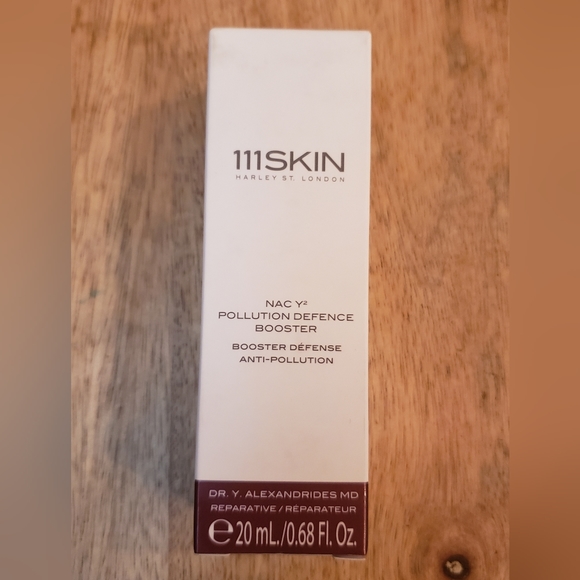 111SKIN
HARLEY ST. LONDON
NAC Y²
POLLUTION DEFENCE
BOOSTER
BOOSTER DÉFENSE
ANTI-POLLUTION
DR. Y. ALEXANDRIDES MD
REPARATIVE / RÉPARATEUR
℮ 20 mL./0.68 Fl. Oz.